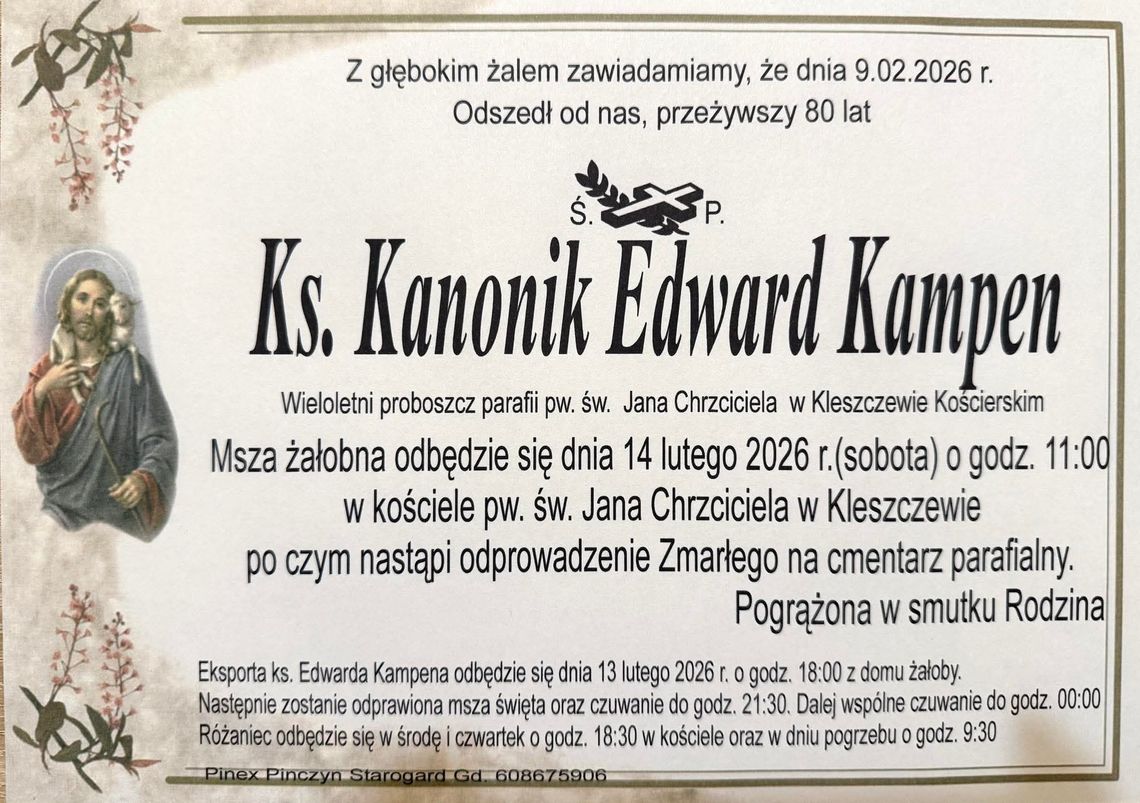 Z głębokim żalem zawiadamiamy, że dnia 9.02.2026 r.
Odszedł od nas, przeżywszy 80 lat
Ś. P.
Ks. Kanonik Edward Kampen
Wieloletni proboszcz parafii pw. św. Jana Chrzciciela w Kleszczewie Kościerskim
Msza żałobna odbędzie się dnia 14 lutego 2026 r.(sobota) o godz. 11:00
w kościele pw. św. Jana Chrzciciela w Kleszczewie
po czym nastąpi odprowadzenie Zmarłego na cmentarz parafialny.
Pogrążona w smutku Rodzina
Eksporta ks. Edwarda Kampena odbędzie się dnia 13 lutego 2026 r. o godz. 18:00 z domu żałoby.
Następnie zostanie odprawiona msza święta oraz czuwanie do godz. 21:30. Dalej wspólne czuwanie do godz. 00:00
Różaniec odbędzie się w środę i czwartek o godz. 18:30 w kościele oraz w dniu pogrzebu o godz. 9:30
Pinex Pinczyn Starogard Gd. 608675906